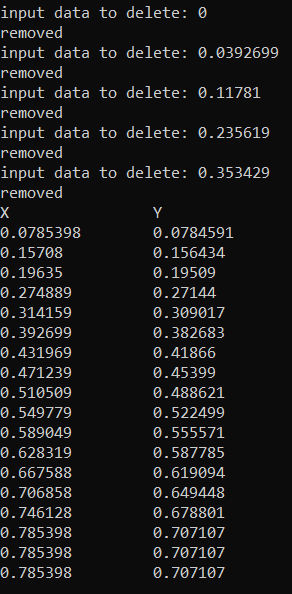 input data to delete: 0
removed
input data to delete: 0.0392699
removed
input data to delete: 0.11781
removed
input data to delete: 0.235619
removed
input data to delete: 0.353429
removed
X Y
0.0785398 0.0784591
0.15708 0.156434
0.19635 0.19509
0.274889 0.27144
0.314159 0.309017
0.392699 0.382683
0.431969 0.41866
0.471239 0.45399
0.510509 0.488621
0.549779 0.522499
0.589049 0.555571
0.628319 0.587785
0.667588 0.619094
0.706858 0.649448
0.746128 0.678801
0.785398 0.707107
0.785398 0.707107
0.785398 0.707107